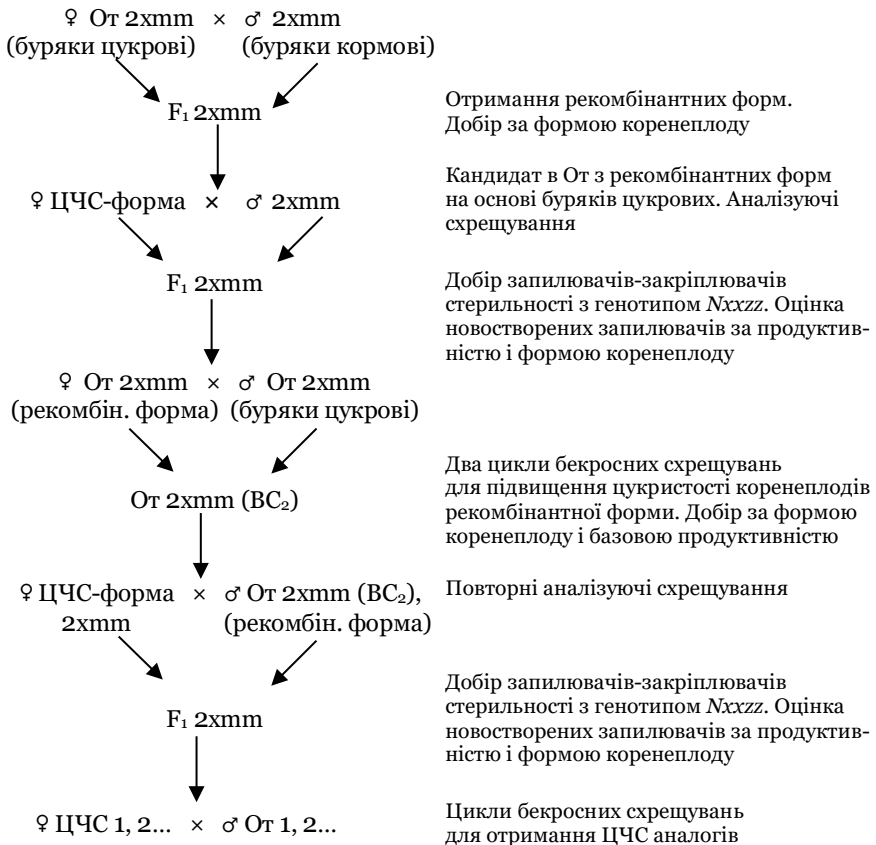 ♀ От 2xmm × ♂ 2xmm
(буряки цукрові) (буряки кормові)
F₁ 2xmm
Отримання рекомбінантних форм.
Добір за формою коренеплоду
♀ ЦЧС-форма × ♂ 2xmm
Кандидат в От з рекомбінантних форм
на основі буряків цукрових. Аналізуючі
схрещування
F₁ 2xmm
Добір запилювачів-закріплювачів
стерильності з генотипом Nxxzz. Оцінка
новостворених запилювачів за продуктив-
ністю і формою коренеплоду
♀ От 2xmm × ♂ От 2xmm
(рекомбін. форма) (буряки цукрові)
От 2xmm (BC₂)
Два цикли бекросних схрещувань
для підвищення цукристості коренеплодів
рекомбінантної форми. Добір за формою
коренеплоду і базовою продуктивністю
♀ ЦЧС-форма × ♂ От 2xmm (BC₂),
2xmm (рекомбін. форма)
Повторні аналізуючі схрещування
F₁ 2xmm
Добір запилювачів-закріплювачів
стерильності з генотипом Nxxzz. Оцінка
новостворених запилювачів за продуктив-
ністю і формою коренеплоду
♀ ЦЧС 1, 2... × ♂ От 1, 2...
Цикли бекросних схрещувань
для отримання ЦЧС аналогів